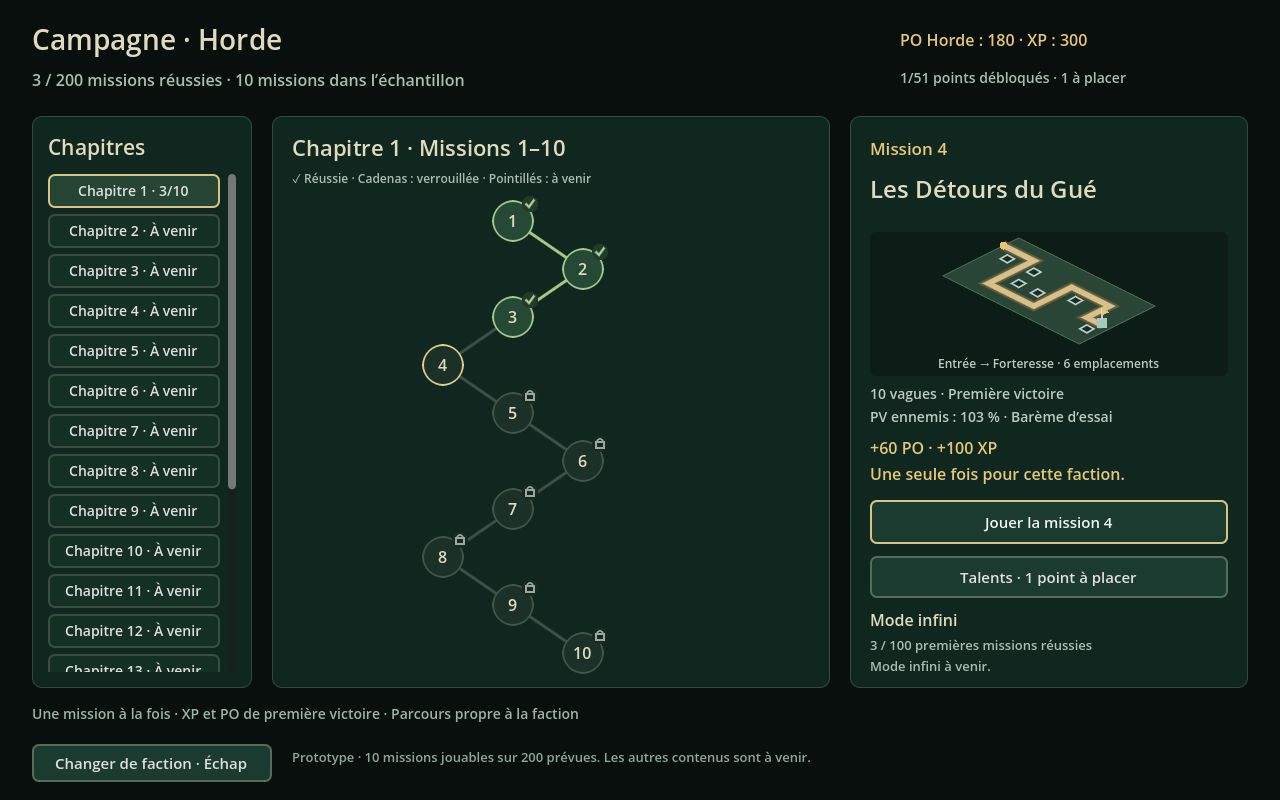 Campagne · Horde
3 / 200 missions réussies · 10 missions dans l’échantillon
PO Horde : 180 · XP : 300
1/51 points débloqués · 1 à placer
Chapitres
Chapitre 1 · 3/10
Chapitre 2 · À venir
Chapitre 3 · À venir
Chapitre 4 · À venir
Chapitre 5 · À venir
Chapitre 6 · À venir
Chapitre 7 · À venir
Chapitre 8 · À venir
Chapitre 9 · À venir
Chapitre 10 · À venir
Chapitre 11 · À venir
Chapitre 12 · À venir
Chapitre 13 · À venir
Chapitre 1 · Missions 1–10
✓ Réussie · Cadenas : verrouillée · Pointillés : à venir
1
2
3
4
5
6
7
8
9
10
Mission 4
Les Détours du Gué
Entrée → Forteresse · 6 emplacements
10 vagues · Première victoire
PV ennemis : 103 % · Barème d’essai
+60 PO · +100 XP
Une seule fois pour cette faction.
Jouer la mission 4
Talents · 1 point à placer
Mode infini
3 / 100 premières missions réussies
Mode infini à venir.
Une mission à la fois · XP et PO de première victoire · Parcours propre à la faction
Changer de faction · Échap
Prototype · 10 missions jouables sur 200 prévues. Les autres contenus sont à venir.